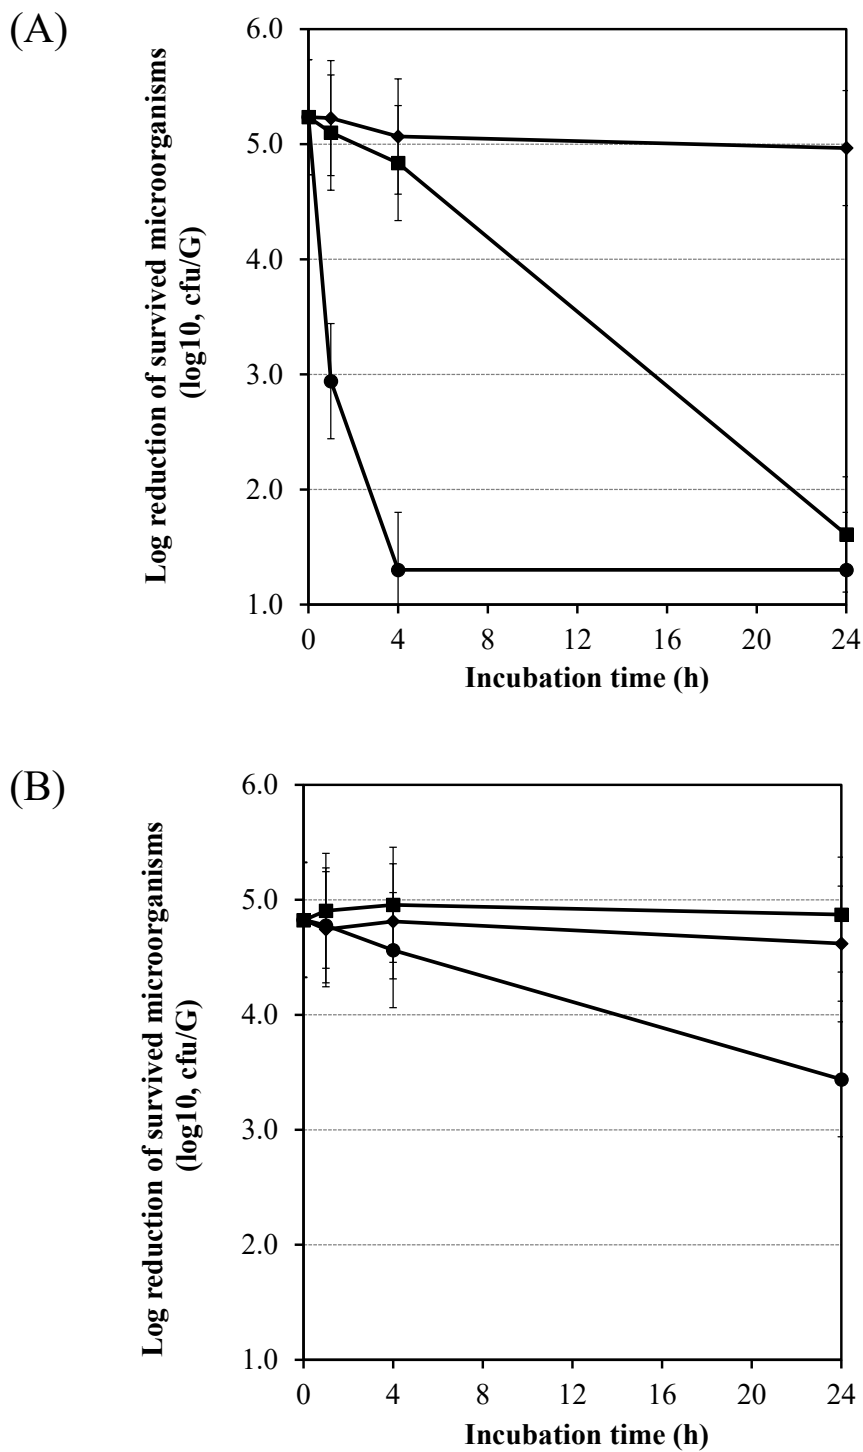 (A)
Log reduction of survived microorganisms
(log10, cfu/G)
6.0
5.0
4.0
3.0
2.0
1.0
0 4 8 12 16 20 24
Incubation time (h)
(B)
Log reduction of survived microorganisms
(log10, cfu/G)
6.0
5.0
4.0
3.0
2.0
1.0
0 4 8 12 16 20 24
Incubation time (h)